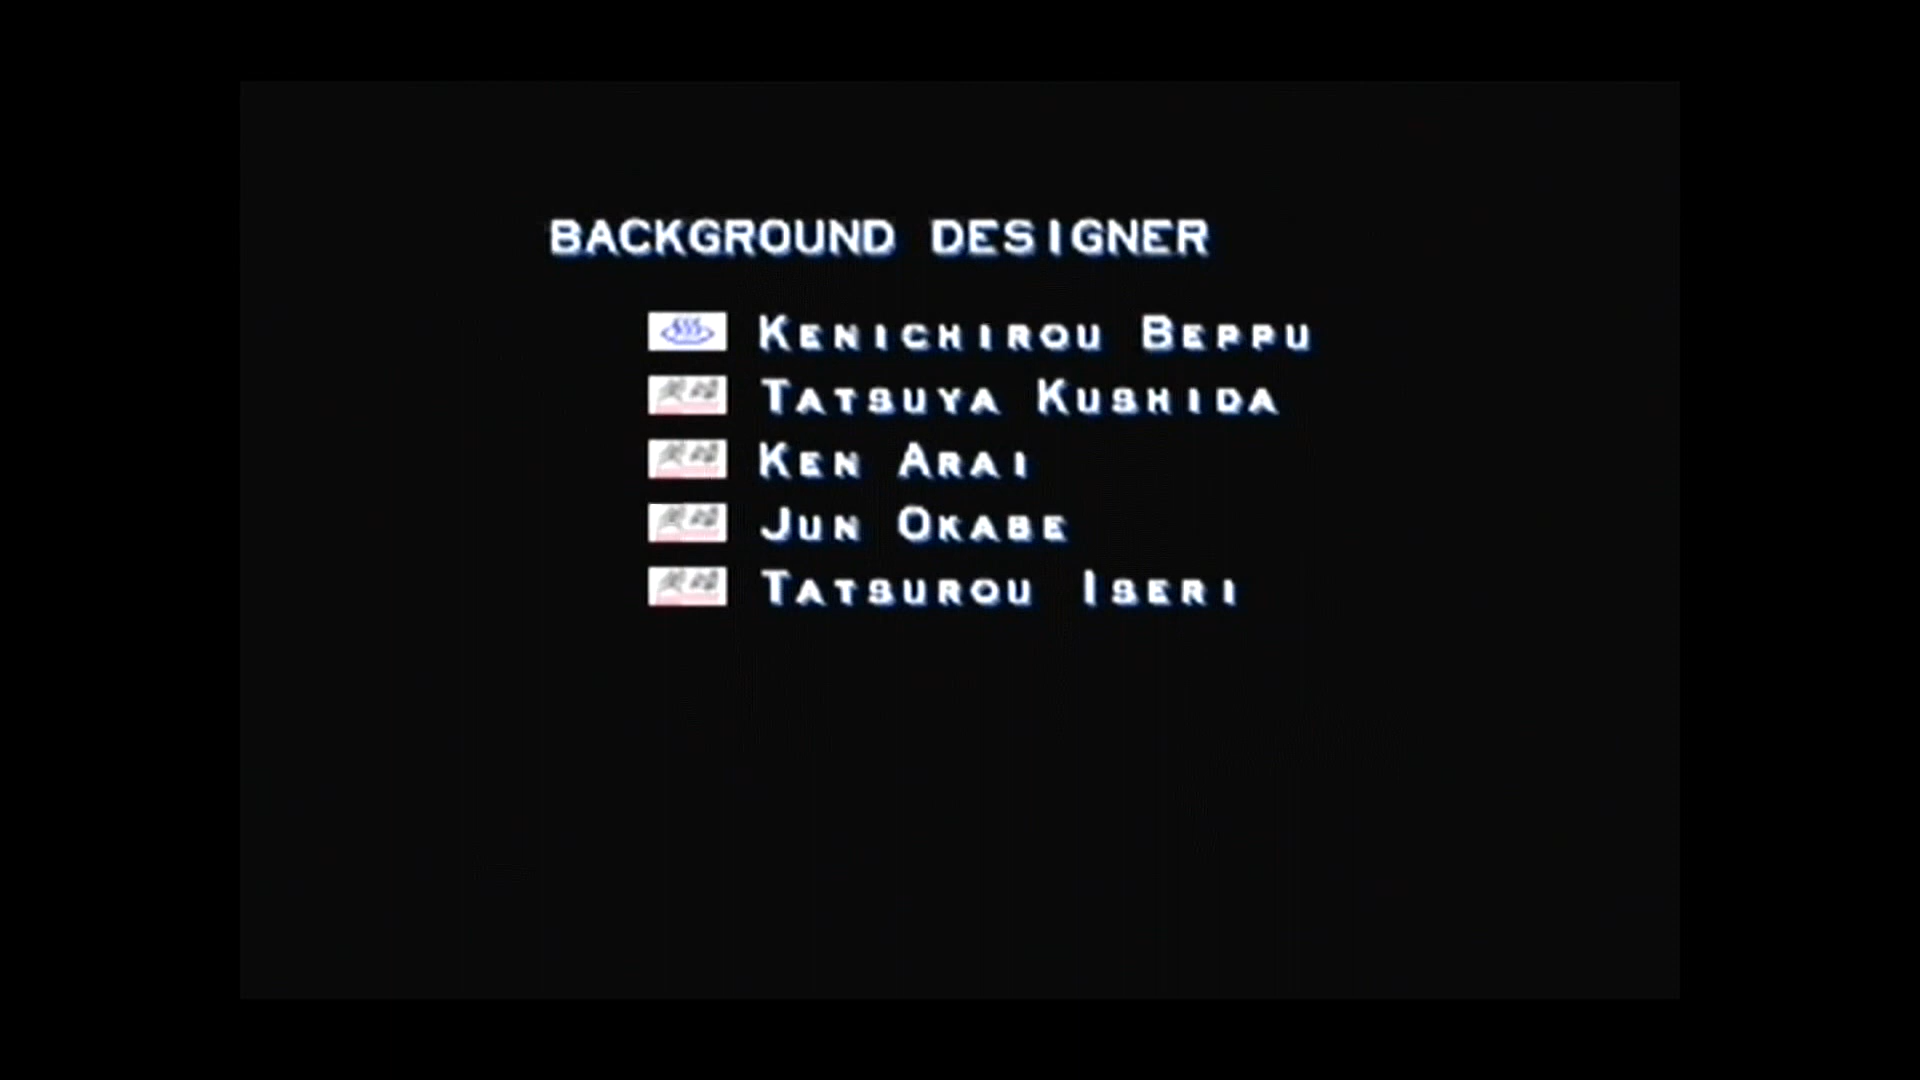 BACKGROUND DESIGNER
KENICHIROU BEPPU
TATSUYA KUSHIDA
KEN ARAI
JUN OKABE
TATSUROU ISERI